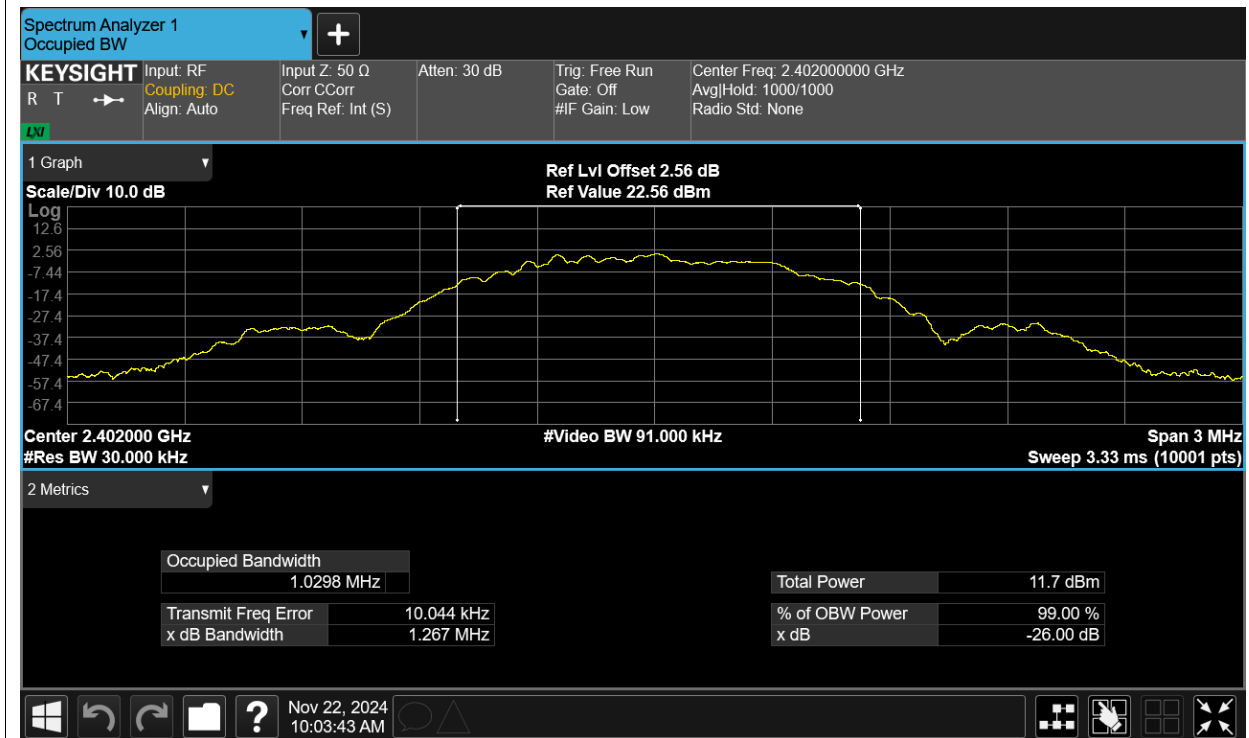 Spectrum Analyzer 1
Occupied BW
+
KEYSIGHT Input: RF Input Z: 50 Ω Atten: 30 dB Trig: Free Run Center Freq: 2.402000000 GHz
R T Coupling: DC Corr CCorr Gate: Off Avg|Hold: 1000/1000
Align: Auto Freq Ref: Int (S) #IF Gain: Low Radio Std: None
LXI
1 Graph
Ref Lvl Offset 2.56 dB
Scale/Div 10.0 dB Ref Value 22.56 dBm
Log
12.6
2.56
-7.44
-17.4
-27.4
-37.4
-47.4
-57.4
-67.4
Center 2.402000 GHz #Video BW 91.000 kHz Span 3 MHz
#Res BW 30.000 kHz Sweep 3.33 ms (10001 pts)
2 Metrics
Occupied Bandwidth
1.0298 MHz Total Power 11.7 dBm
Transmit Freq Error 10.044 kHz % of OBW Power 99.00 %
x dB Bandwidth 1.267 MHz x dB -26.00 dB
? Nov 22, 2024
10:03:43 AM